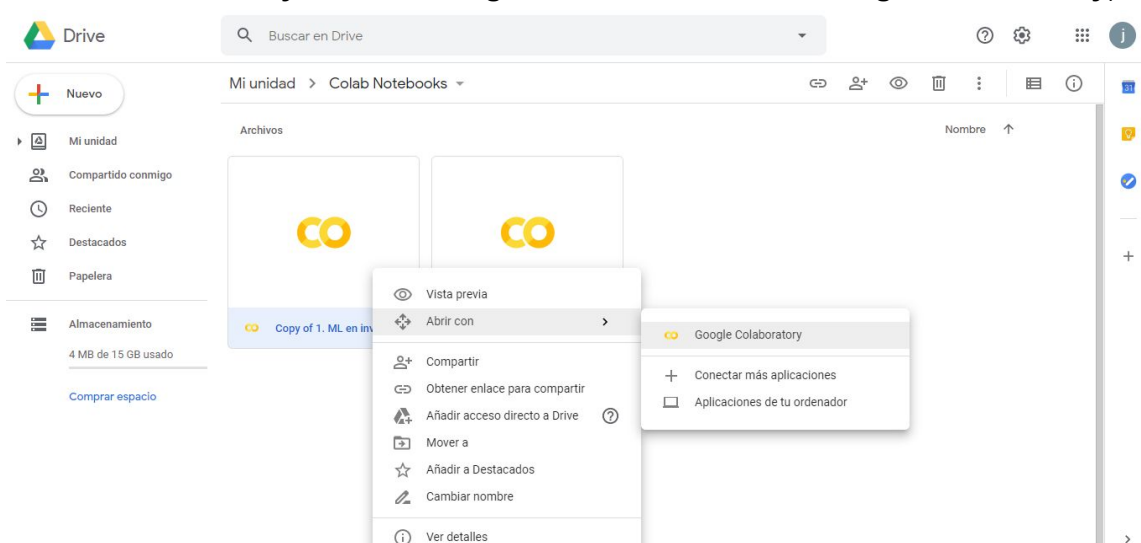 Drive
Buscar en Drive
j
Nuevo
Mi unidad > Colab Notebooks
31
Mi unidad
Compartido conmigo
Reciente
Destacados
Papelera
Almacenamiento
4 MB de 15 GB usado
Comprar espacio
Archivos
Nombre
Copy of 1. ML en inv
Vista previa
Abrir con
Compartir
Obtener enlace para compartir
Añadir acceso directo a Drive
Mover a
Añadir a Destacados
Cambiar nombre
Ver detalles
Google Colaboratory
Conectar más aplicaciones
Aplicaciones de tu ordenador